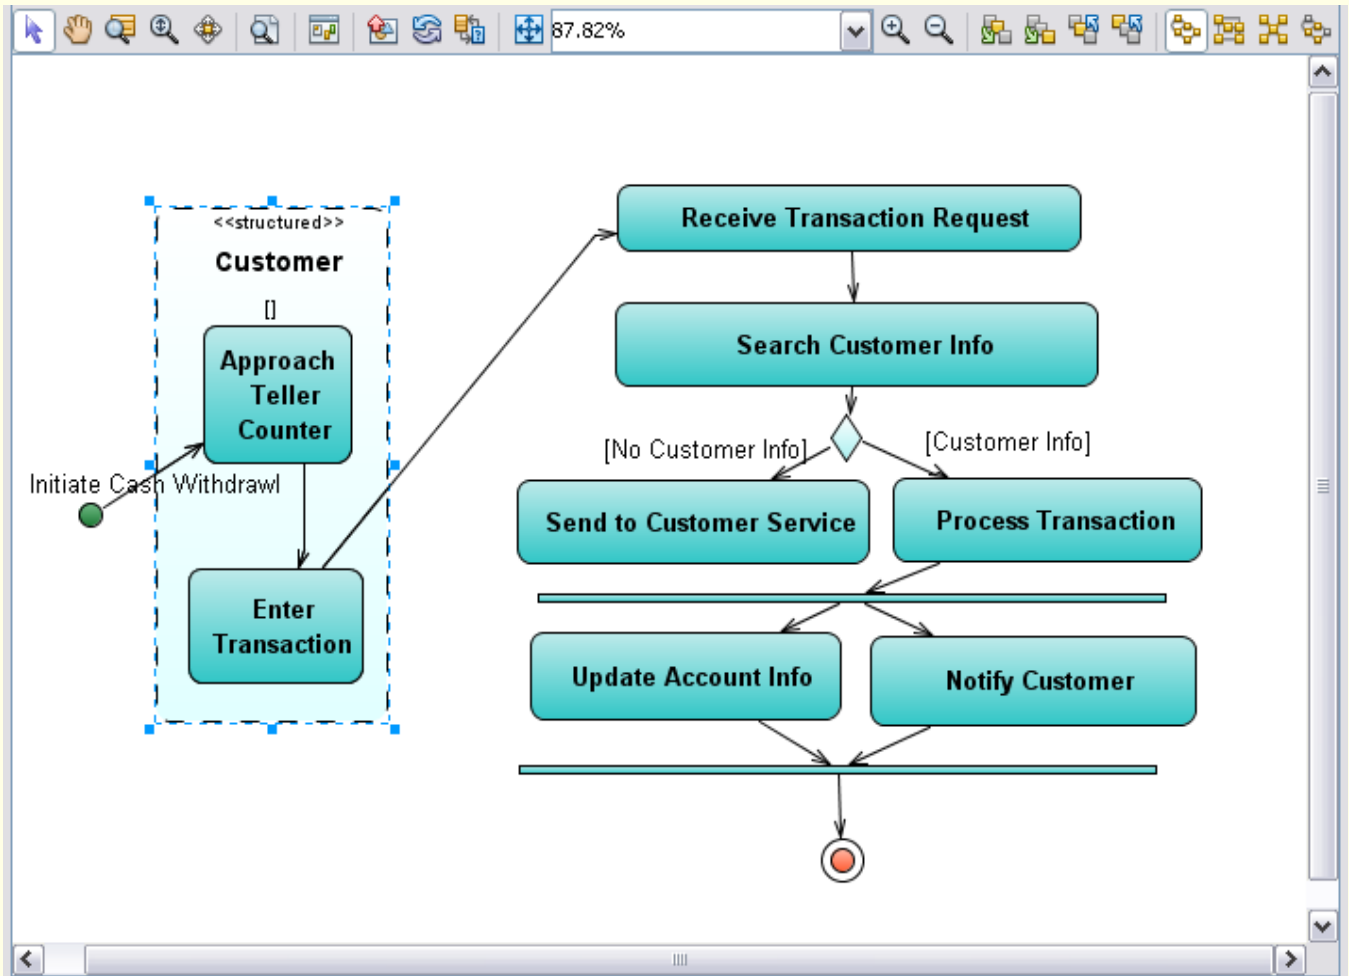 87.82%
<<structured>>
Customer
[]
Approach
Teller
Counter
Initiate Cash Withdrawl
Enter
Transaction
Receive Transaction Request
Search Customer Info
[No Customer Info]
[Customer Info]
Send to Customer Service
Process Transaction
Update Account Info
Notify Customer